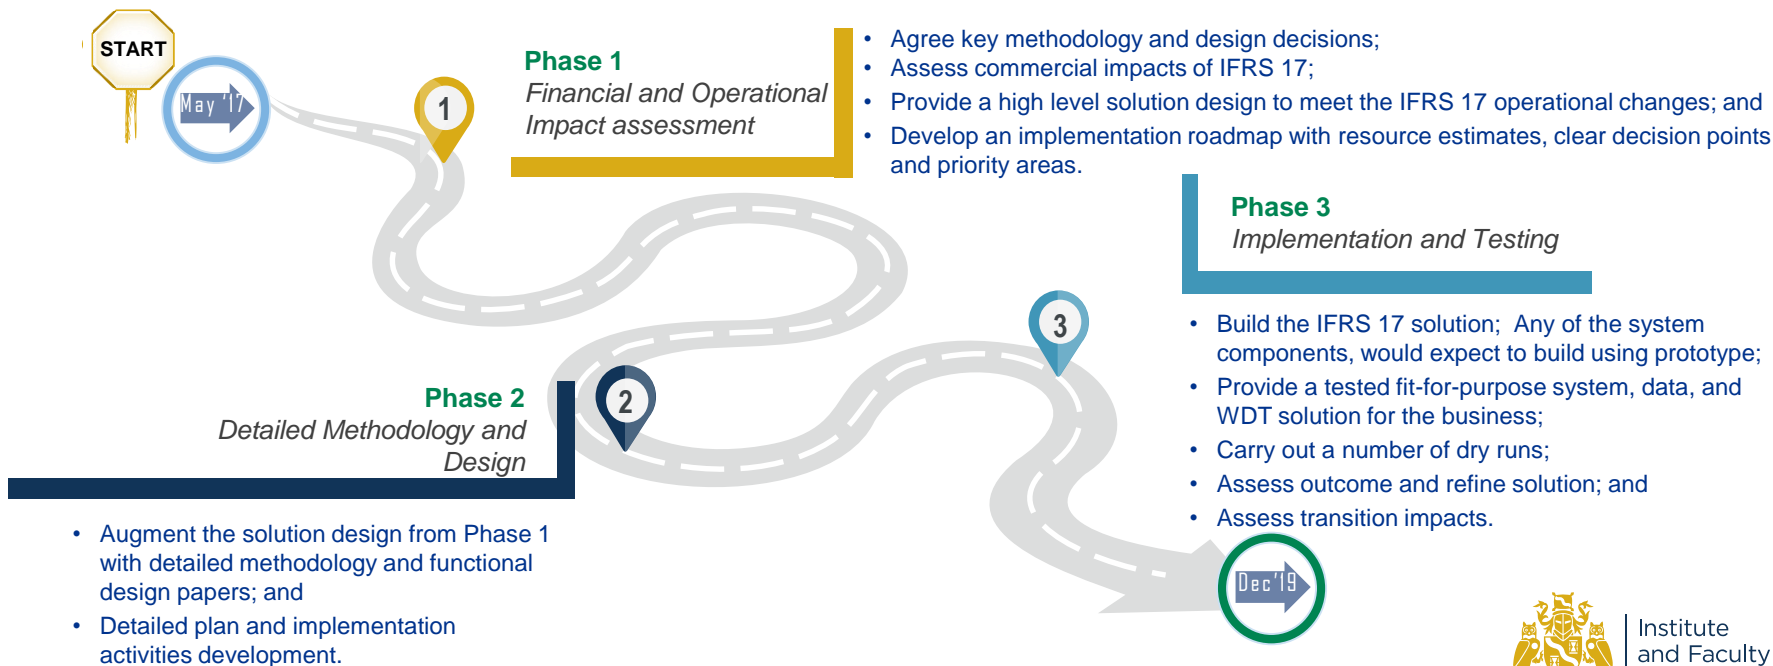 START
May '17
1
Phase 1
Financial and Operational
Impact assessment
• Agree key methodology and design decisions;
• Assess commercial impacts of IFRS 17;
• Provide a high level solution design to meet the IFRS 17 operational changes; and
• Develop an implementation roadmap with resource estimates, clear decision points
and priority areas.
2
Phase 2
Detailed Methodology and
Design
• Augment the solution design from Phase 1
with detailed methodology and functional
design papers; and
• Detailed plan and implementation
activities development.
3
Phase 3
Implementation and Testing
• Build the IFRS 17 solution; Any of the system
components, would expect to build using prototype;
• Provide a tested fit-for-purpose system, data, and
WDT solution for the business;
• Carry out a number of dry runs;
• Assess outcome and refine solution; and
• Assess transition impacts.
Dec'19
Institute
and Faculty